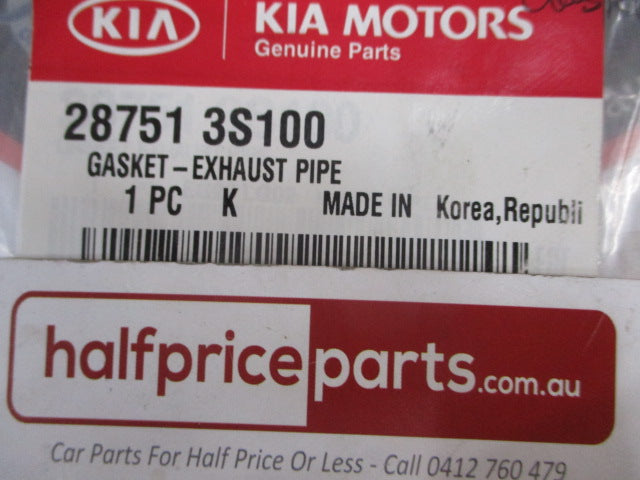 KIA KIA MOTORS
Genuine Parts
28751 3S100
GASKET-EXHAUST PIPE
1 PC K MADE IN Korea,Republi
halfpriceparts.com.au
Car Parts For Half Price Or Less - Call 0412 760 479